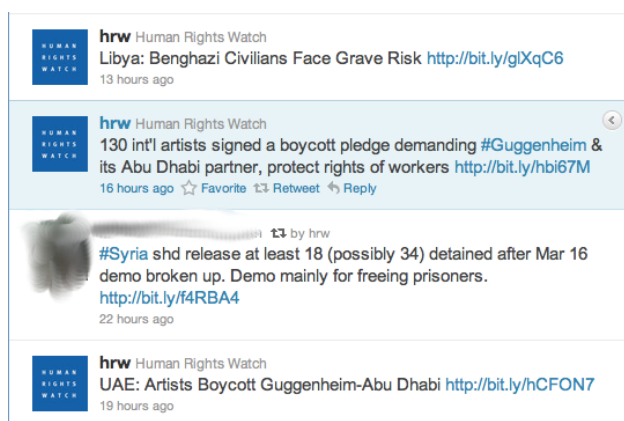 HUMAN
RIGHTS
WATCH
hrw Human Rights Watch
Libya: Benghazi Civilians Face Grave Risk http://bit.ly/glXqC6
13 hours ago
HUMAN
RIGHTS
WATCH
hrw Human Rights Watch
130 int'l artists signed a boycott pledge demanding #Guggenheim &
its Abu Dhabi partner, protect rights of workers http://bit.ly/hbi67M
16 hours ago Favorite Retweet Reply
by hrw
#Syria shd release at least 18 (possibly 34) detained after Mar 16
demo broken up. Demo mainly for freeing prisoners.
http://bit.ly/f4RBA4
22 hours ago
HUMAN
RIGHTS
WATCH
hrw Human Rights Watch
UAE: Artists Boycott Guggenheim-Abu Dhabi http://bit.ly/hCFON7
19 hours ago